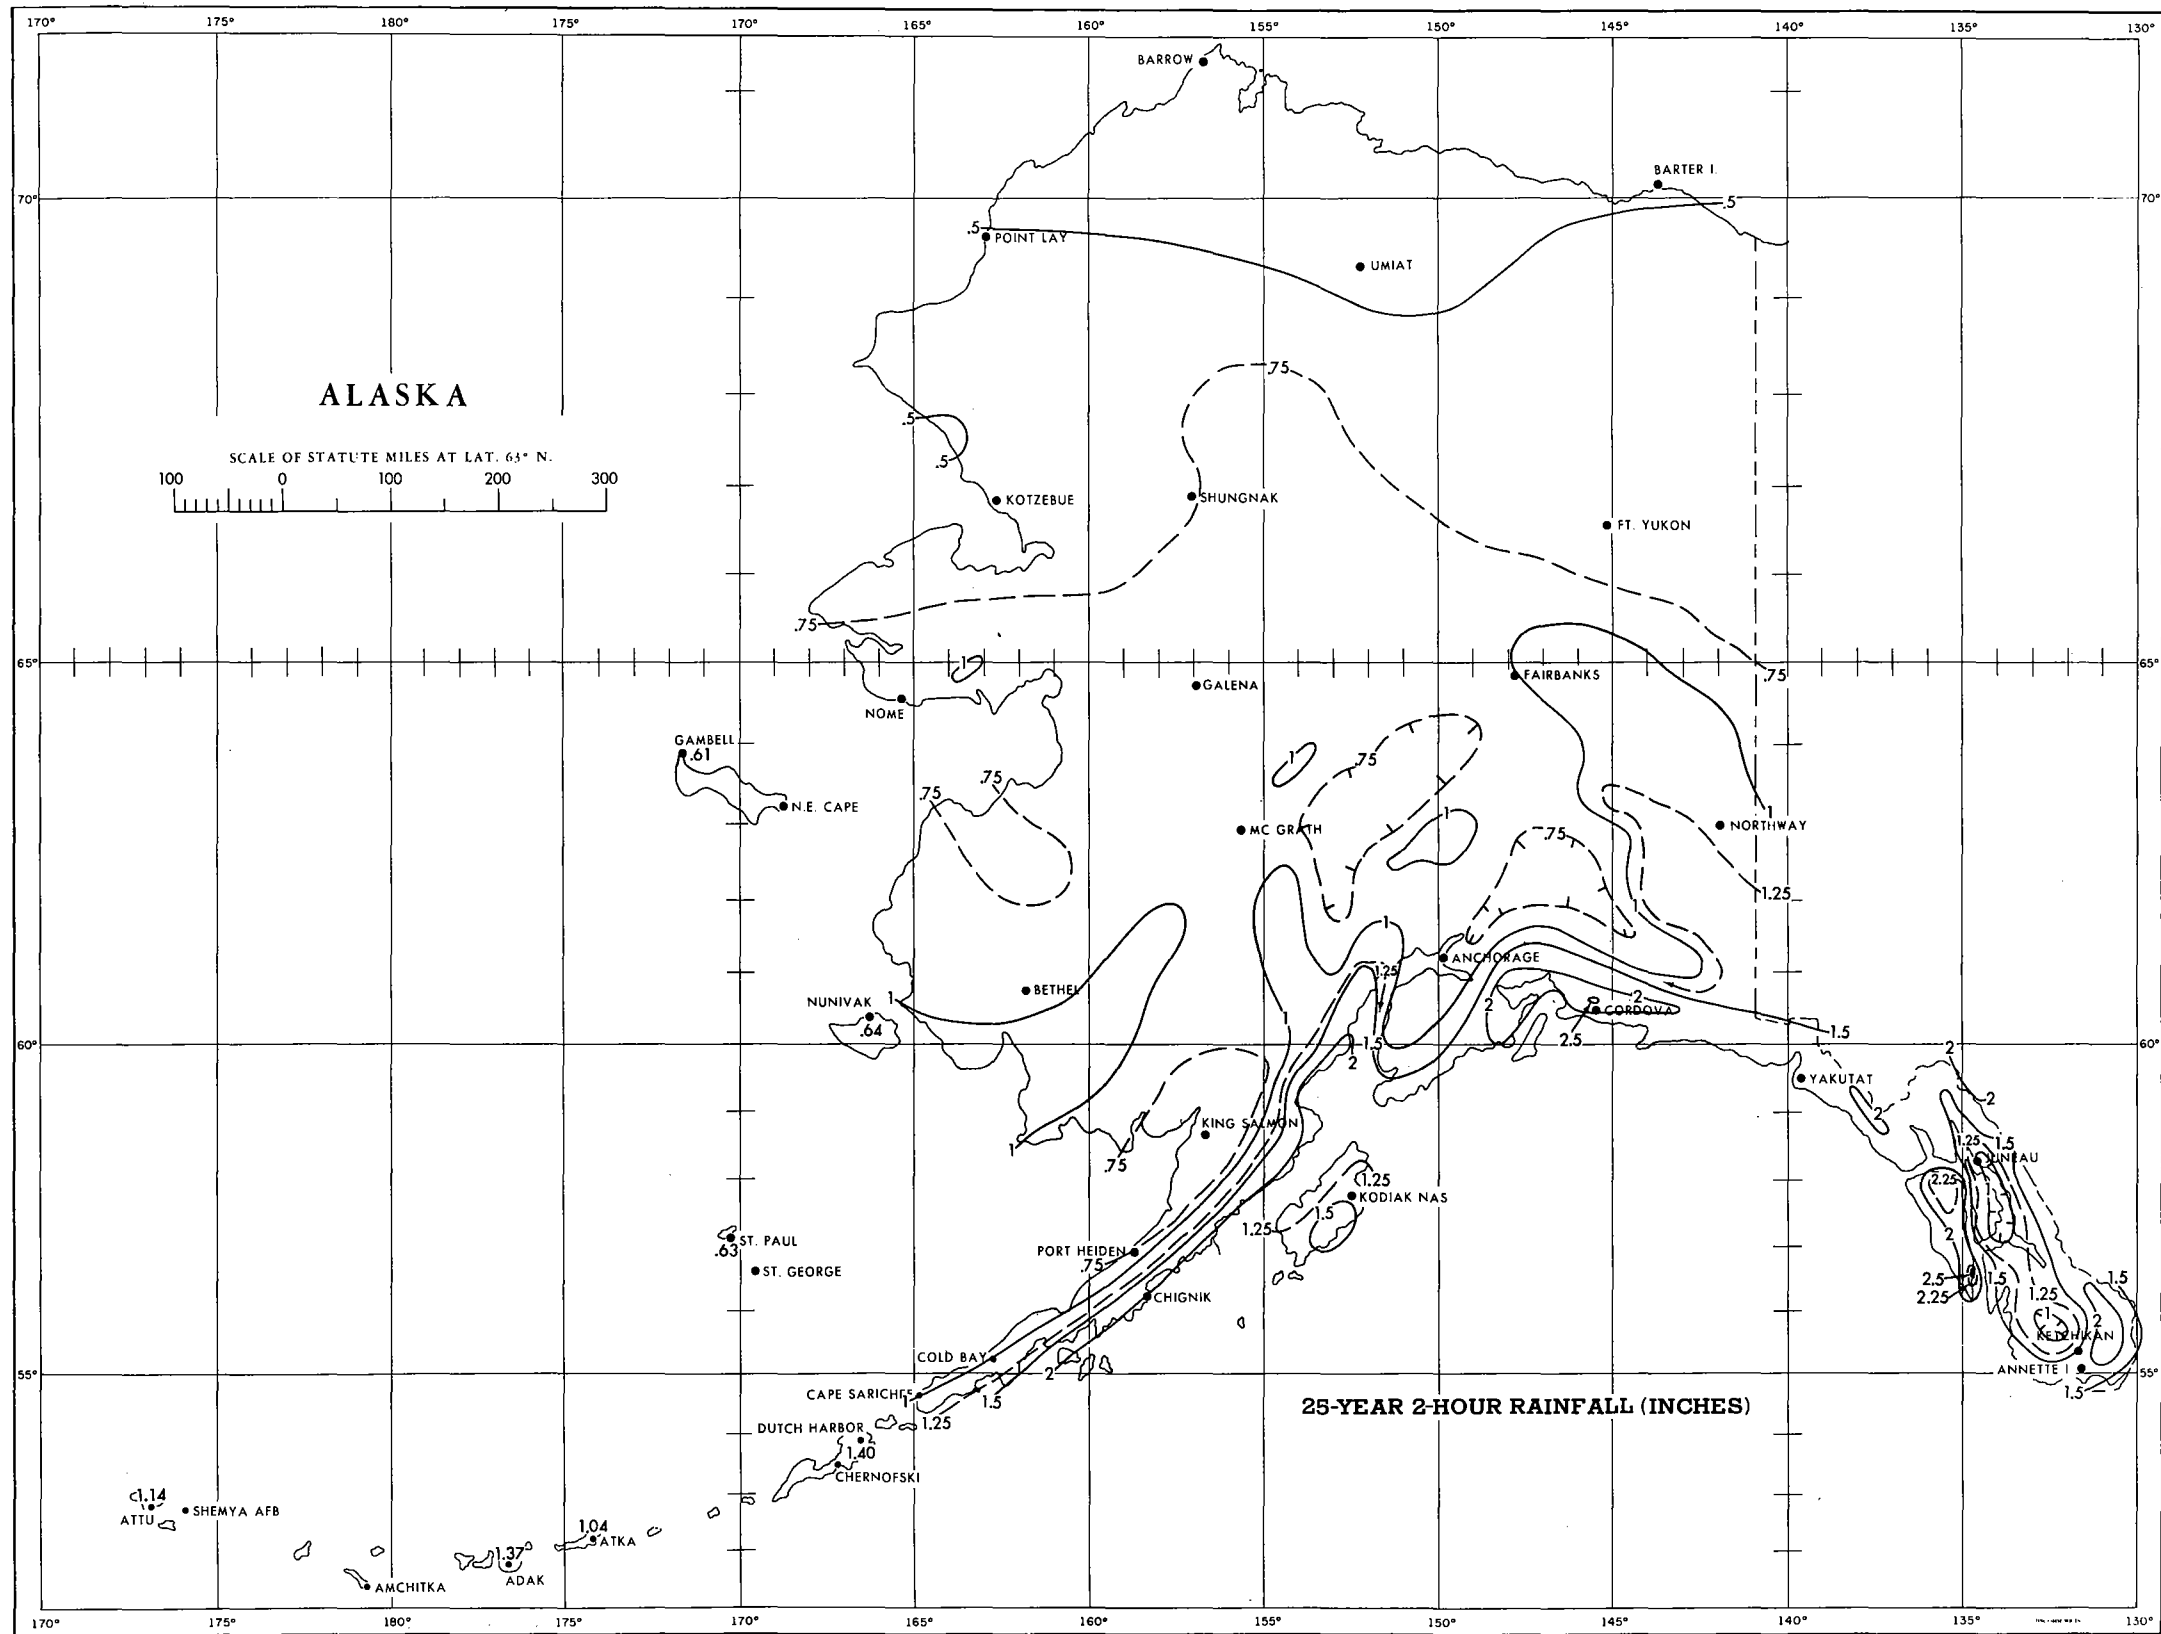 170° 175° 180° 175° 170° 165° 160° 155° 150° 145° 140° 135° 130°
BARROW
BARTER I.
70° 70°
.5
.5 POINT LAY
UMIAT
.75
ALASKA
.5
SCALE OF STATUTE MILES AT LAT. 63° N.
.5
100 0 100 200 300
KOTZEBUE
SHUNGNAK
FT. YUKON
.75
65° 1 65°
.75
FAIRBANKS
GALENA
NOME
GAMBELL
.61
1 .75
.75
.75
N.E. CAPE
1
1
MC GRATH
NORTHWAY
.75
1.25
1
1
ANCHORAGE
1.25
BETHEL
NUNIVAK 1
.64
2
2
CORDOVA
1
2.5
1.5
1.5
60° 60°
2
2
YAKUTAT
2
2
KING SALMON
1
.75
1.25 1.5
JUNEAU
1.25
2.25
KODIAK NAS
1
1.5
1.25
2
ST. PAUL
.63
PORT HEIDEN
.75
ST. GEORGE
2.5 1.5 1.5
CHIGNIK
2.25 1.25
1
2
KETCHIKAN
COLD BAY
2
ANNETTE I
55° 55°
1.5
CAPE SARICHEF
1
1.5
25-YEAR 2-HOUR RAINFALL (INCHES)
1.25
DUTCH HARBOR
1.40
CHERNOFSKI
1.14
SHEMYA AFB
ATTU
1.04
ATKA
1.37
ADAK
AMCHITKA
170° 175° 180° 175° 170° 165° 160° 155° 150° 145° 140° 135° 130°